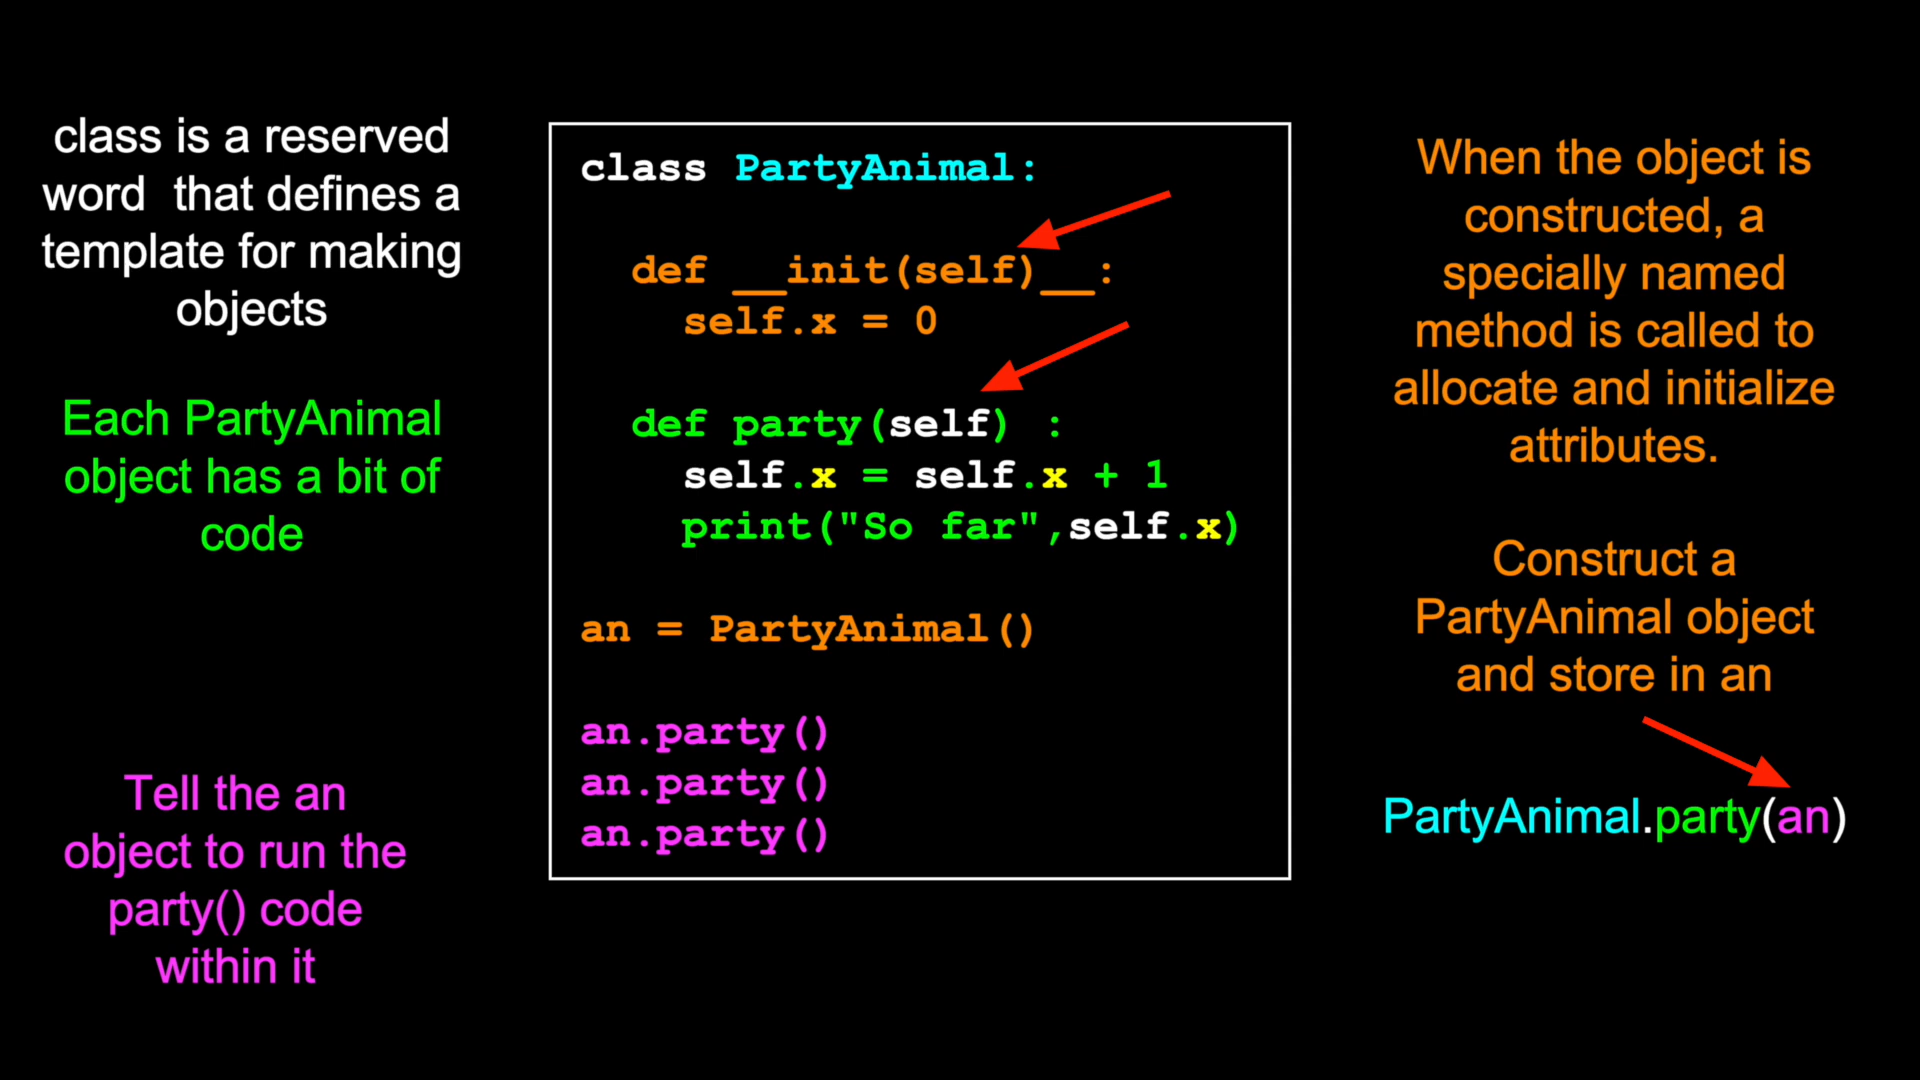 class is a reserved
word  that defines a
template for making
objects
Each PartyAnimal
object has a bit of
code
Tell the an
object to run the
party() code
within it
class PartyAnimal:
def __init(self)__:
self.x = 0
def party(self) :
self.x = self.x + 1
print("So far",self.x)
an = PartyAnimal()
an.party()
an.party()
an.party()
When the object is
constructed, a
specially named
method is called to
allocate and initialize
attributes.
Construct a
PartyAnimal object
and store in an
PartyAnimal.party(an)